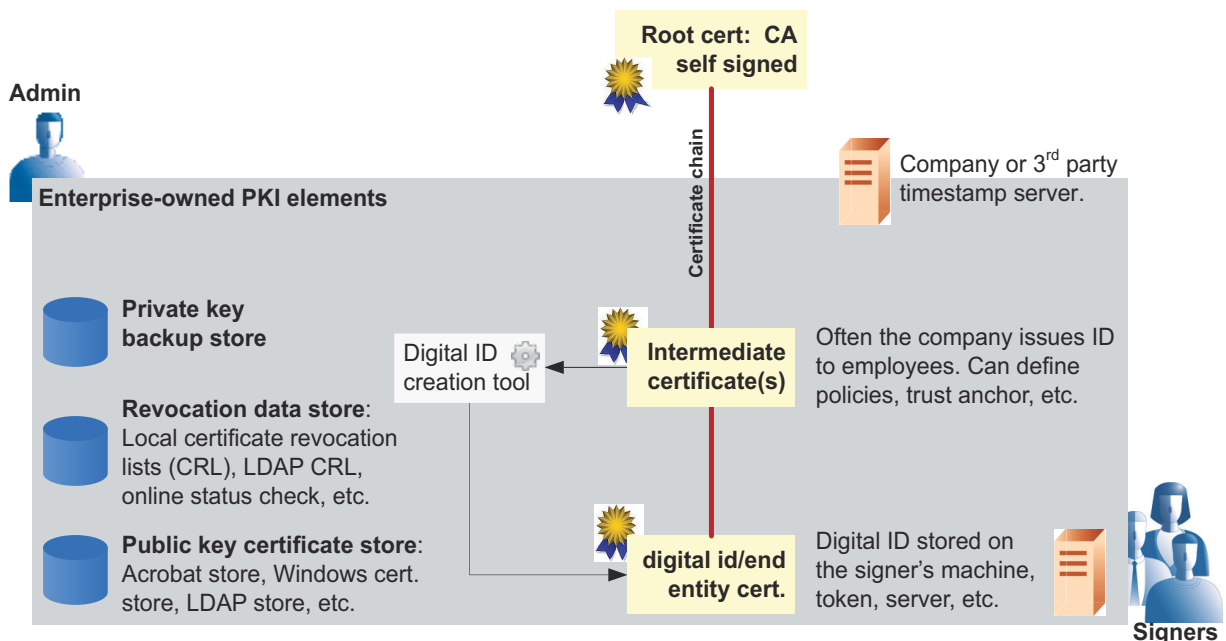 Root cert:  CA
self signed
Admin
Certificate chain
Company or 3rd party
timestamp server.
Enterprise-owned PKI elements
Private key
backup store
Digital ID
creation tool
Intermediate
certificate(s)
Often the company issues ID
to employees. Can define
policies, trust anchor, etc.
Revocation data store:
Local certificate revocation
lists (CRL), LDAP CRL,
online status check, etc.
Public key certificate store:
Acrobat store, Windows cert.
store, LDAP store, etc.
digital id/end
entity cert.
Digital ID stored on
the signer’s machine,
token, server, etc.
Signers